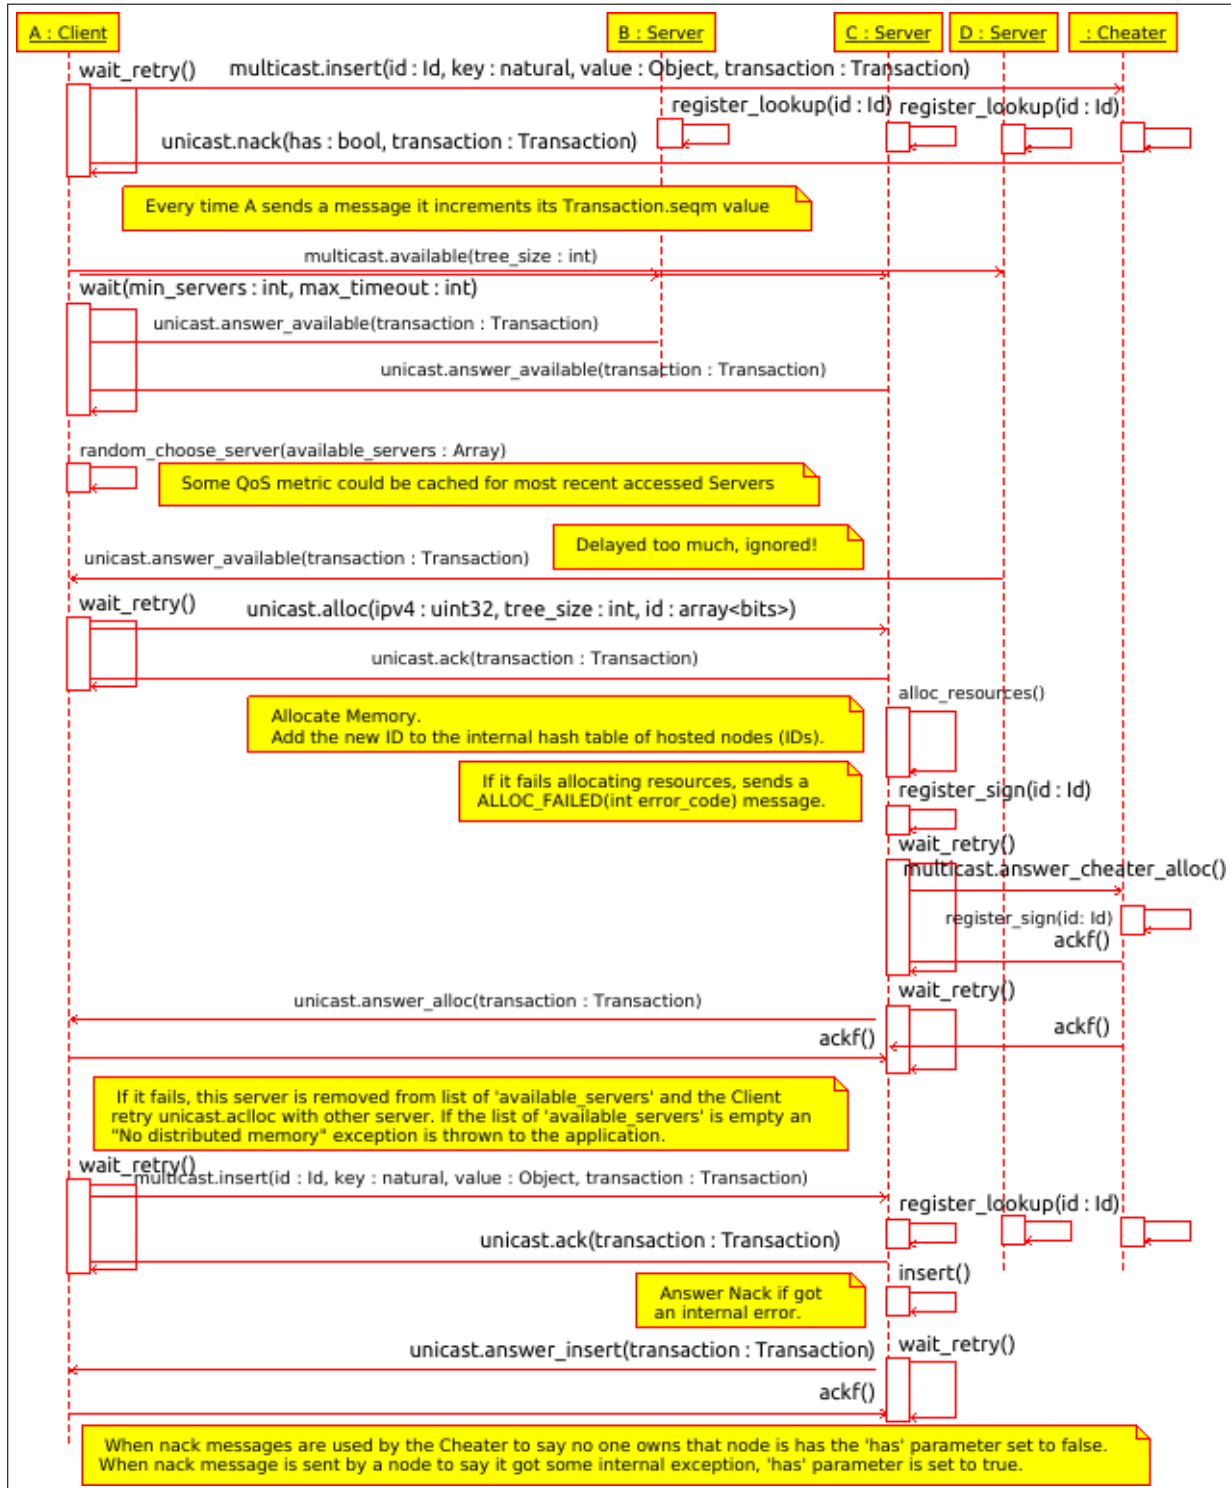 A : Client
B : Server
C : Server
D : Server
: Cheater
wait_retry()
multicast.insert(id : Id, key : natural, value : Object, transaction : Transaction)
register_lookup(id : Id)
register_lookup(id : Id)
unicast.nack(has : bool, transaction : Transaction)
Every time A sends a message it increments its Transaction.seqm value
multicast.available(tree_size : int)
wait(min_servers : int, max_timeout : int)
unicast.answer_available(transaction : Transaction)
unicast.answer_available(transaction : Transaction)
random_choose_server(available_servers : Array)
Some QoS metric could be cached for most recent accessed Servers
Delayed too much, ignored!
unicast.answer_available(transaction : Transaction)
wait_retry()
unicast.alloc(ipv4 : uint32, tree_size : int, id : array<bits>)
unicast.ack(transaction : Transaction)
alloc_resources()
Allocate Memory.
Add the new ID to the internal hash table of hosted nodes (IDs).
If it fails allocating resources, sends a
ALLOC_FAILED(int error_code) message.
register_sign(id : Id)
wait_retry()
multicast.answer_cheater_alloc()
register_sign(id: Id)
ackf()
wait_retry()
unicast.answer_alloc(transaction : Transaction)
ackf()
ackf()
If it fails, this server is removed from list of 'available_servers' and the Client
retry unicast.aclloc with other server. If the list of 'available_servers' is empty an
"No distributed memory" exception is thrown to the application.
wait_retry()
multicast.insert(id : Id, key : natural, value : Object, transaction : Transaction)
register_lookup(id : Id)
unicast.ack(transaction : Transaction)
insert()
Answer Nack if got
an internal error.
wait_retry()
unicast.answer_insert(transaction : Transaction)
ackf()
When nack messages are used by the Cheater to say no one owns that node is has the 'has' parameter set to false.
When nack message is sent by a node to say it got some internal exception, 'has' parameter is set to true.